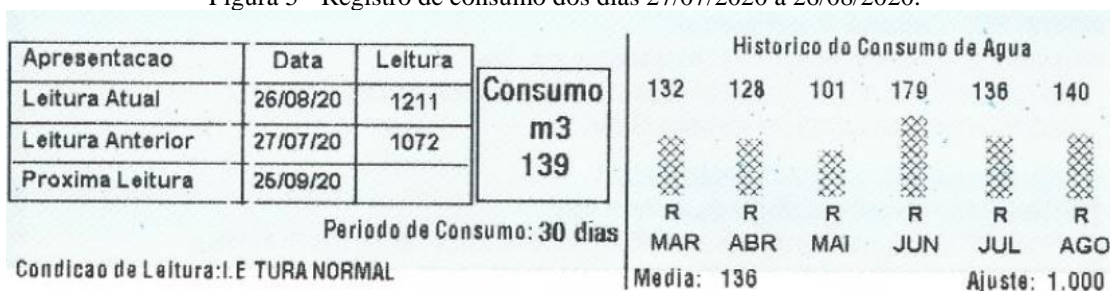 Figura 5 - Registro de consumo dos dias 27/07/2020 a 26/08/2020.
Apresentacao Data Leitura
Leitura Atual 26/08/20 1211
Leitura Anterior 27/07/20 1072
Proxima Leitura 25/09/20
Consumo
m3
139
Periodo de Consumo: 30 dias
Condicao de Leitura:I.E TURA NORMAL
Historico do Consumo de Agua
132 128 101 179 136 140
R R R R R R
MAR ABR MAI JUN JUL AGO
Media: 136 Ajuste: 1.000